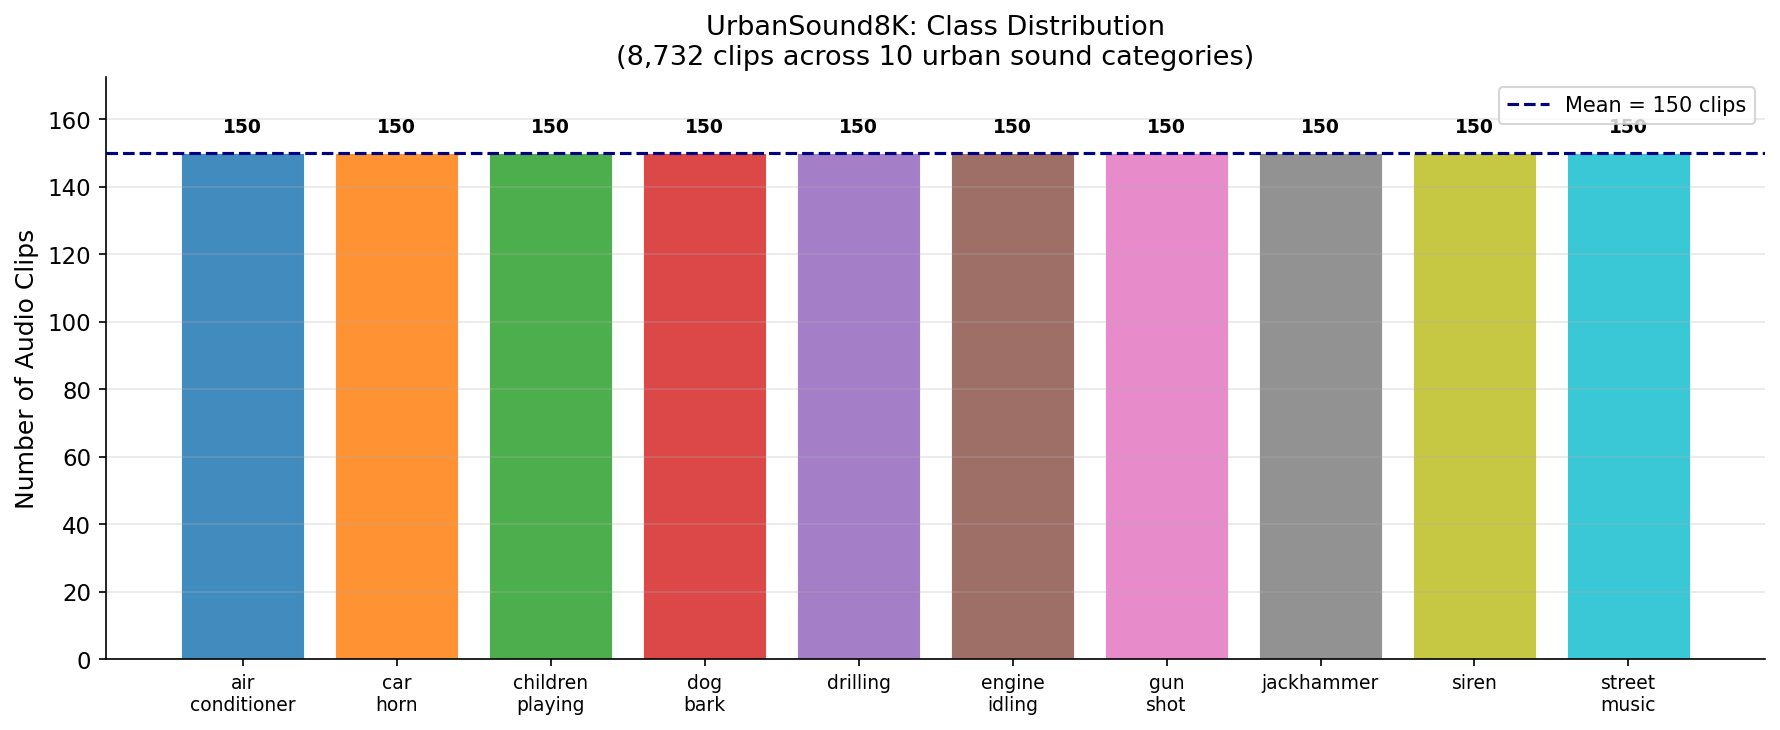 UrbanSound8K: Class Distribution
(8,732 clips across 10 urban sound categories)
Mean = 150 clips
150 150 150 150 150 150 150 150 150 150
Number of Audio Clips
160
140
120
100
80
60
40
20
0
air conditioner
car horn
children playing
dog bark
drilling
engine idling
gun shot
jackhammer
siren
street music